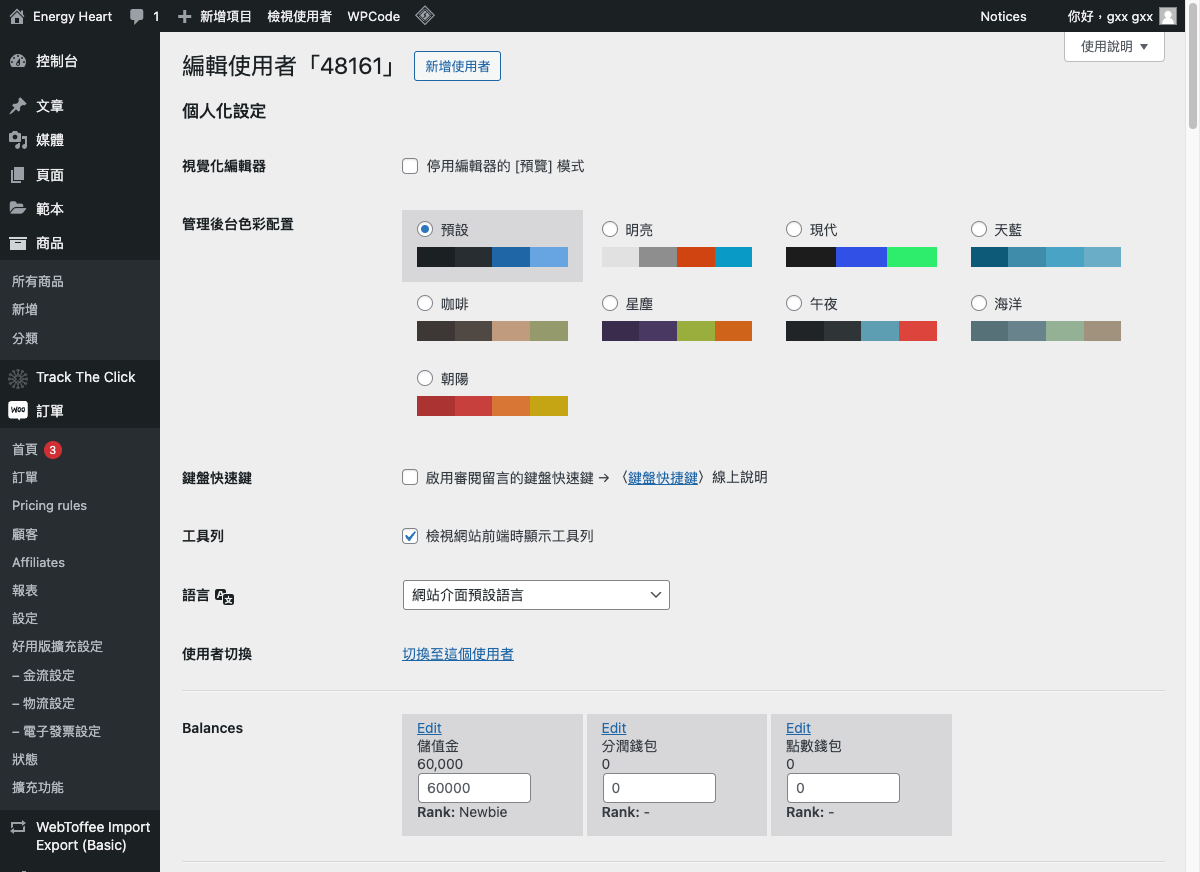 Energy Heart
1
新增項目
檢視使用者
WPCode
Notices
你好，gxx gxx
使用說明
控制台
文章
媒體
頁面
範本
商品
所有商品
新增
分類
Track The Click
WOO
訂單
首頁 3
訂單
Pricing rules
顧客
Affiliates
報表
設定
好用版擴充設定
– 金流設定
– 物流設定
– 電子發票設定
狀態
擴充功能
WebToffee Import
Export (Basic)
編輯使用者「48161」
新增使用者
個人化設定
視覺化編輯器
停用編輯器的 [預覽] 模式
管理後台色彩配置
預設
明亮
現代
天藍
咖啡
星塵
午夜
海洋
朝陽
鍵盤快速鍵
啟用審閱留言的鍵盤快速鍵 → 〈鍵盤快捷鍵〉線上說明
工具列
檢視網站前端時顯示工具列
語言
網站介面預設語言
使用者切換
切換至這個使用者
Balances
Edit
儲值金
60,000
60000
Rank: Newbie
Edit
分潤錢包
0
0
Rank: -
Edit
點數錢包
0
0
Rank: -